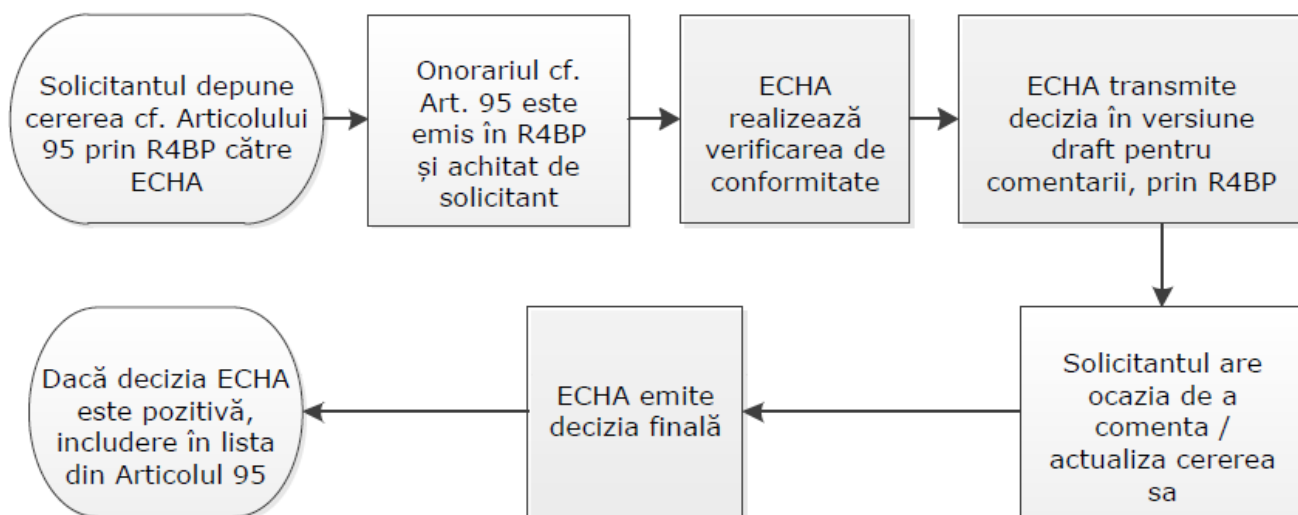 Solicitantul depune
cererea cf. Articolului
95 prin R4BP către
ECHA
Onorariul cf.
Art. 95 este
emis în R4BP
și achitat de
solicitant
ECHA
realizează
verificarea de
conformitate
ECHA transmite
decizia în versiune
draft pentru
comentarii, prin R4BP
Solicitantul are
ocazia de a
comenta /
actualiza cererea
sa
ECHA emite
decizia finală
Dacă decizia ECHA
este pozitivă,
includere în lista
din Articolul 95